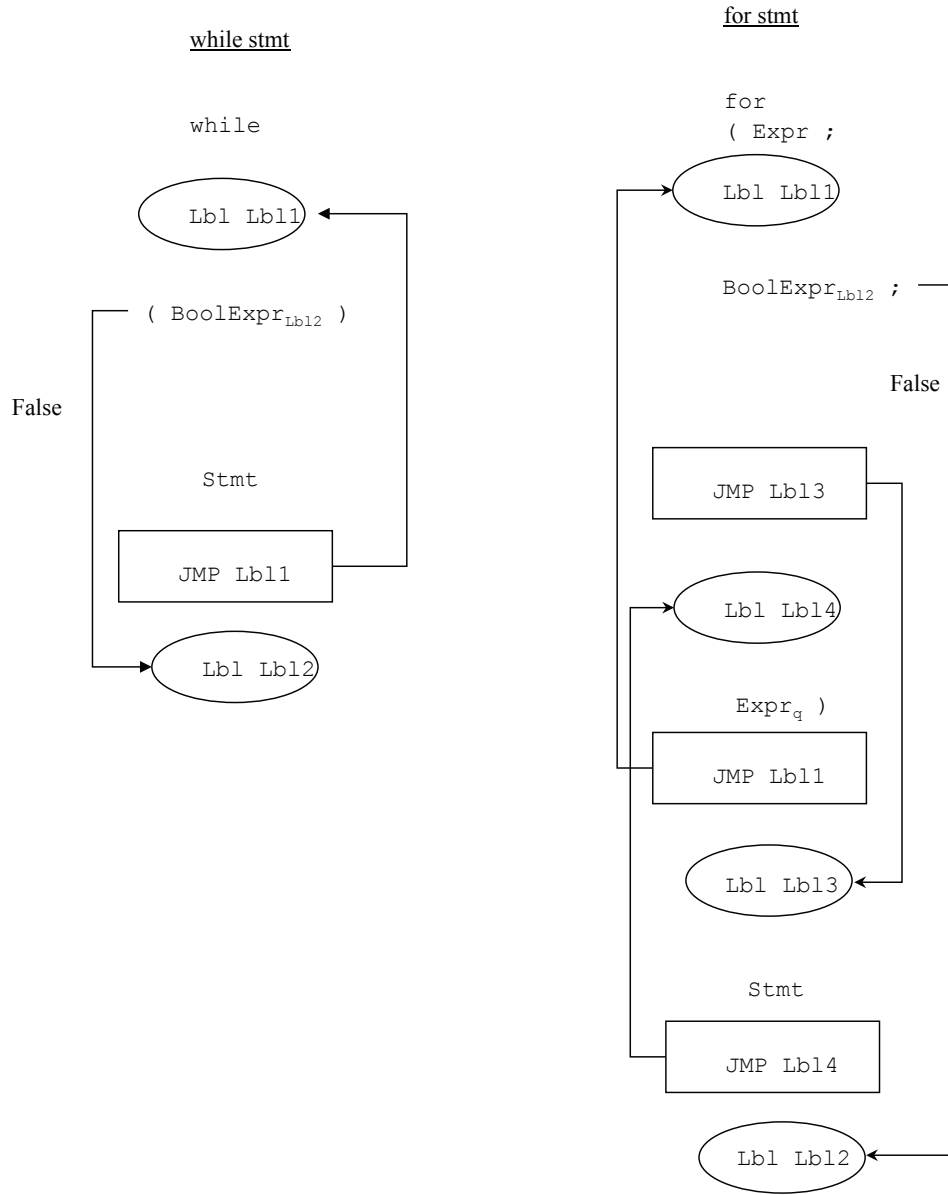 while stmt
while
Lbl Lbl1
( BoolExprLbl2 )
False
Stmt
JMP Lbl1
Lbl Lbl2
for stmt
for
( Expr ;
Lbl Lbl1
BoolExprLbl2 ;
False
JMP Lbl3
Lbl Lbl4
Exprq )
JMP Lbl1
Lbl Lbl3
Stmt
JMP Lbl4
Lbl Lbl2